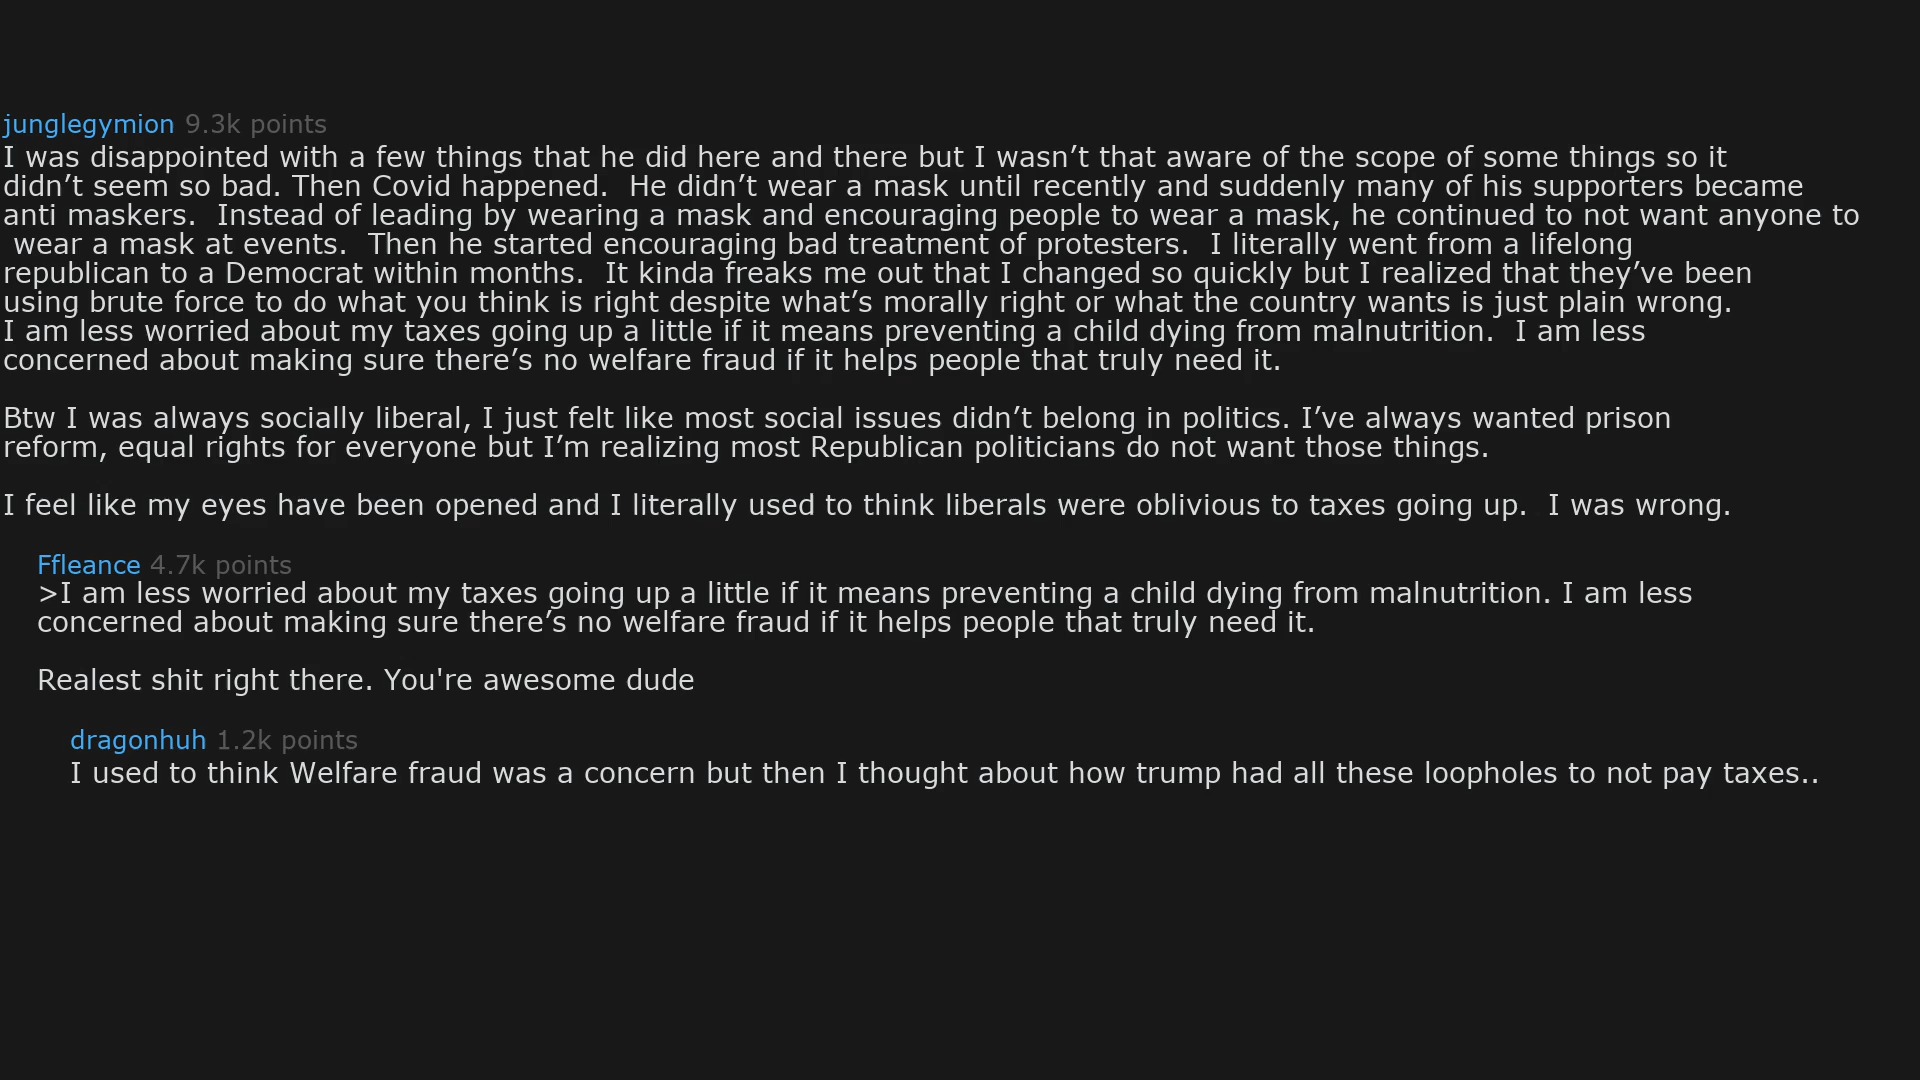 junglegymion 9.3k points
I was disappointed with a few things that he did here and there but I wasn’t that aware of the scope of some things so it
didn’t seem so bad. Then Covid happened.  He didn’t wear a mask until recently and suddenly many of his supporters became
anti maskers.  Instead of leading by wearing a mask and encouraging people to wear a mask, he continued to not want anyone to
wear a mask at events.  Then he started encouraging bad treatment of protesters.  I literally went from a lifelong
republican to a Democrat within months.  It kinda freaks me out that I changed so quickly but I realized that they’ve been
using brute force to do what you think is right despite what’s morally right or what the country wants is just plain wrong.
I am less worried about my taxes going up a little if it means preventing a child dying from malnutrition.  I am less
concerned about making sure there’s no welfare fraud if it helps people that truly need it.
Btw I was always socially liberal, I just felt like most social issues didn’t belong in politics. I’ve always wanted prison
reform, equal rights for everyone but I’m realizing most Republican politicians do not want those things.
I feel like my eyes have been opened and I literally used to think liberals were oblivious to taxes going up.  I was wrong.
Ffleance 4.7k points
>I am less worried about my taxes going up a little if it means preventing a child dying from malnutrition. I am less
concerned about making sure there’s no welfare fraud if it helps people that truly need it.
Realest shit right there. You're awesome dude
dragonhuh 1.2k points
I used to think Welfare fraud was a concern but then I thought about how trump had all these loopholes to not pay taxes..